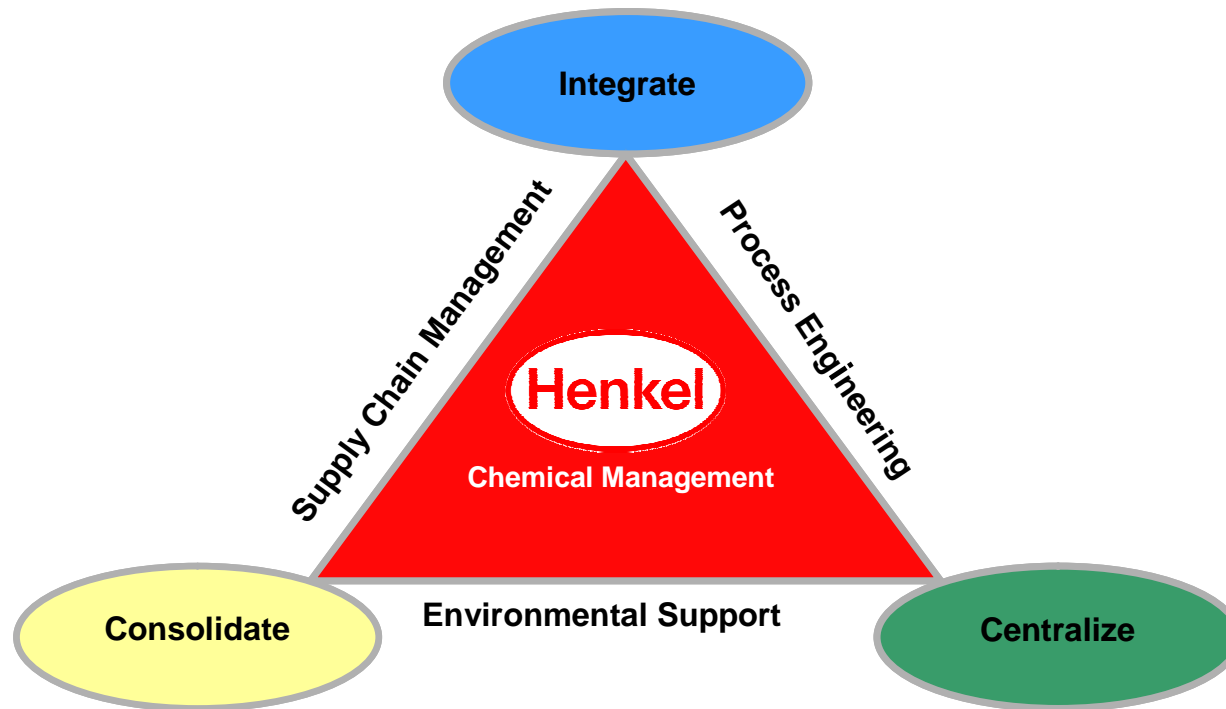 Integrate
Supply Chain Management
Process Engineering
Henkel
Chemical Management
Consolidate
Environmental Support
Centralize